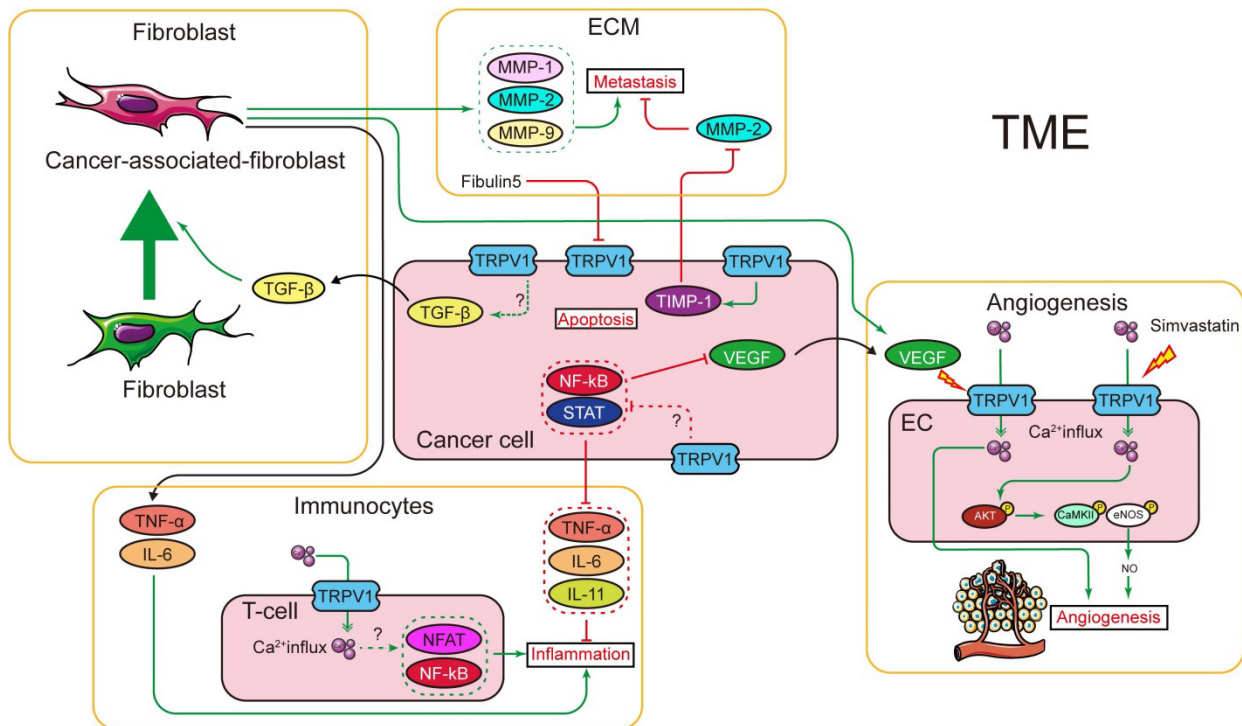 Fibroblast
Cancer-associated-fibroblast
TGF-β
Fibroblast
ECM
MMP-1
MMP-2
MMP-9
Metastasis
MMP-2
Fibulin5
TME
TRPV1
TRPV1
TRPV1
?
TGF-β
TIMP-1
Apoptosis
VEGF
NF-kB
STAT
?
Cancer cell
TRPV1
Angiogenesis
Simvastatin
VEGF
TRPV1
TRPV1
EC
Ca²⁺influx
AKT
P
CaMKII
P
eNOS
P
NO
Angiogenesis
Immunocytes
TNF-α
IL-6
TRPV1
T-cell
Ca²⁺influx
?
NFAT
NF-kB
TNF-α
IL-6
IL-11
Inflammation